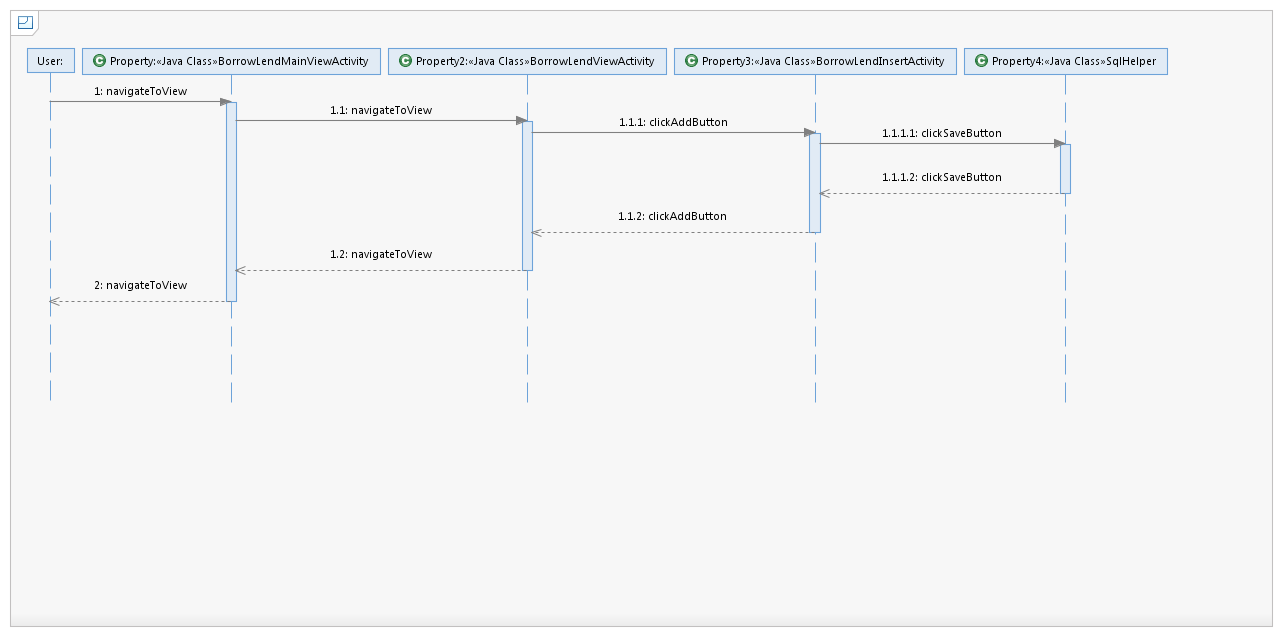 User:
C Property:«Java Class»BorrowLendMainViewActivity
C Property2:«Java Class»BorrowLendViewActivity
C Property3:«Java Class»BorrowLendInsertActivity
C Property4:«Java Class»SqlHelper
1: navigateToView
1.1: navigateToView
1.1.1: clickAddButton
1.1.1.1: clickSaveButton
1.1.1.2: clickSaveButton
1.1.2: clickAddButton
1.2: navigateToView
2: navigateToView